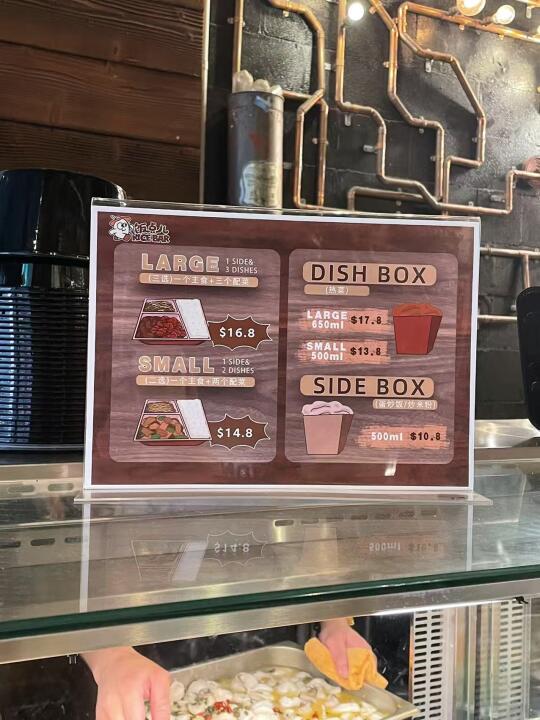 饭点儿
RICE BAR
LARGE 1 SIDE&
3 DISHES
(三选)一个主食+三个配菜
$16.8
SMALL 1 SIDE&
2 DISHES
(二选)一个主食+两个配菜
$14.8
DISH BOX
(热菜)
LARGE
650ml $17.8
SMALL
500ml $13.8
SIDE BOX
(蛋炒饭/炒米粉)
500ml $10.8